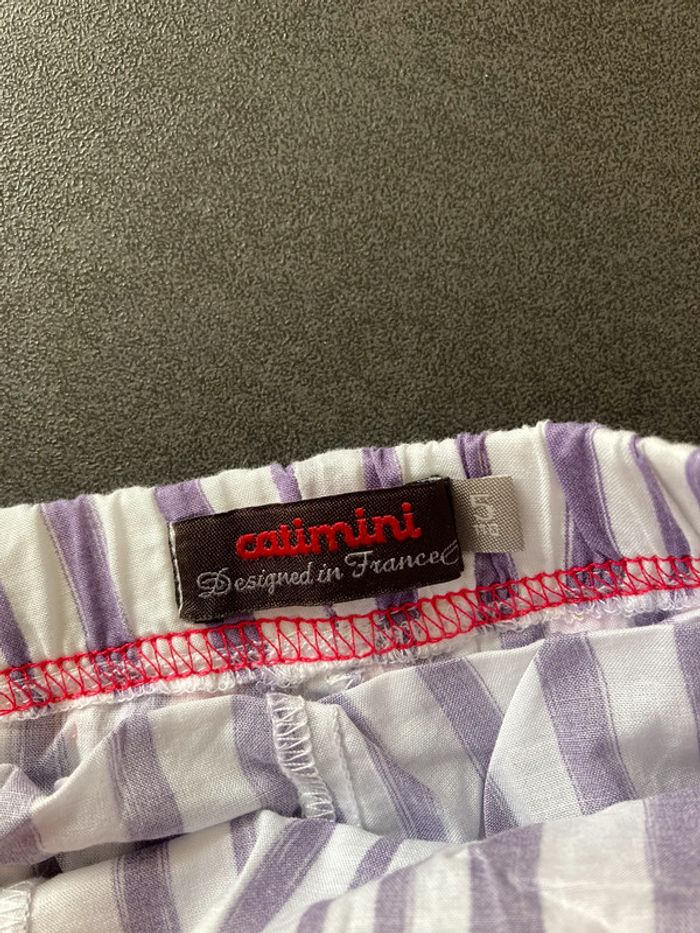 catimini
Designed in France
5